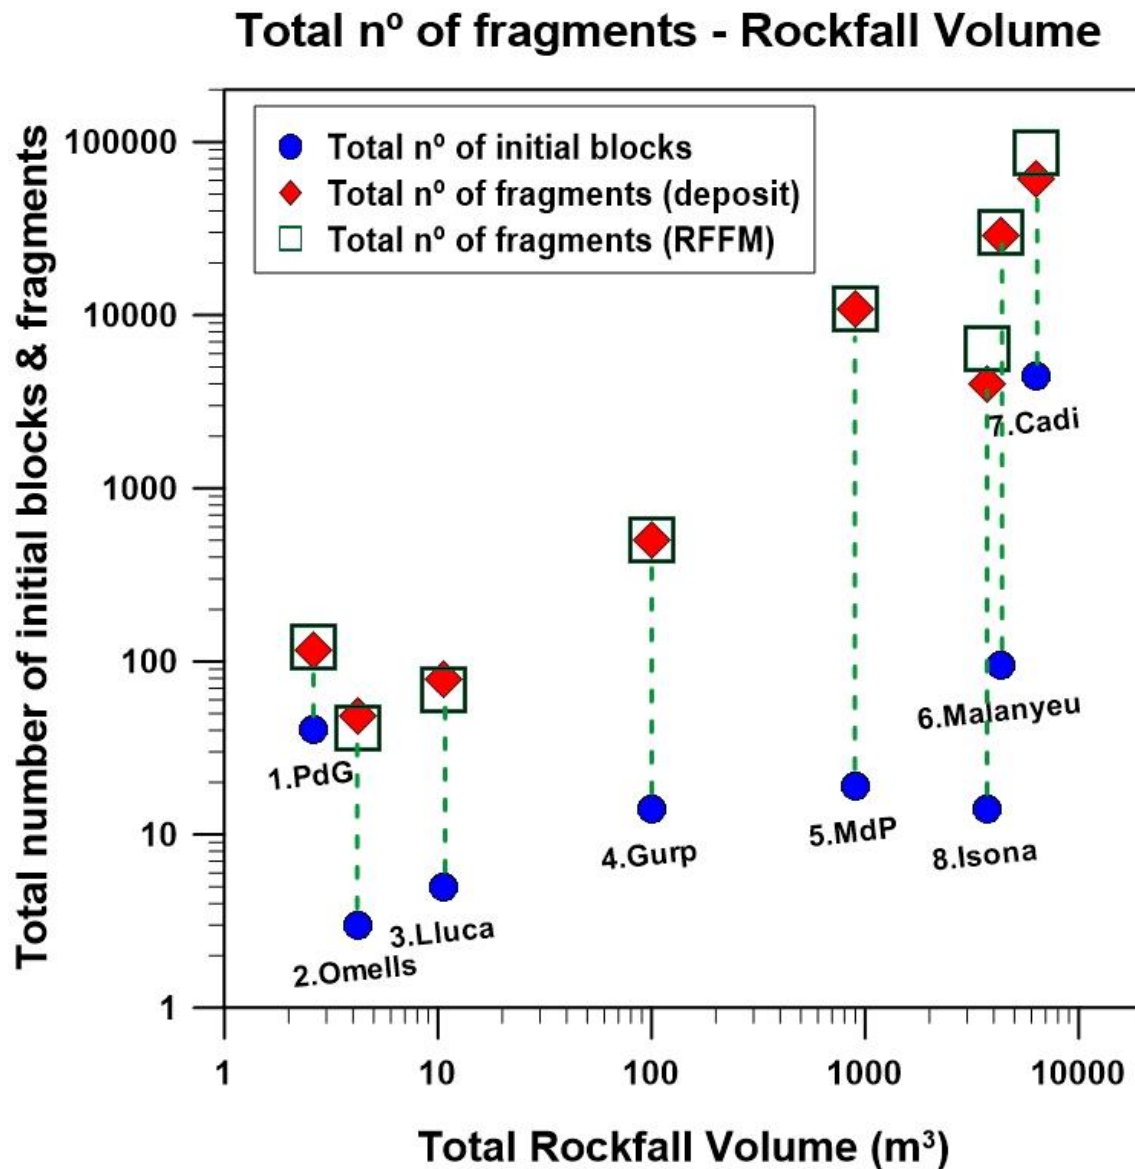 Total nº of fragments - Rockfall Volume
Total number of initial blocks & fragments
100000
10000
1000
100
10
1
Total nº of initial blocks
Total nº of fragments (deposit)
Total nº of fragments (RFFM)
7.Cadi
6.Malanyeu
1.PdG
5.MdP
4.Gurp
8.Isona
3.Lluca
2.Omells
1
10
100
1000
10000
Total Rockfall Volume (m³)